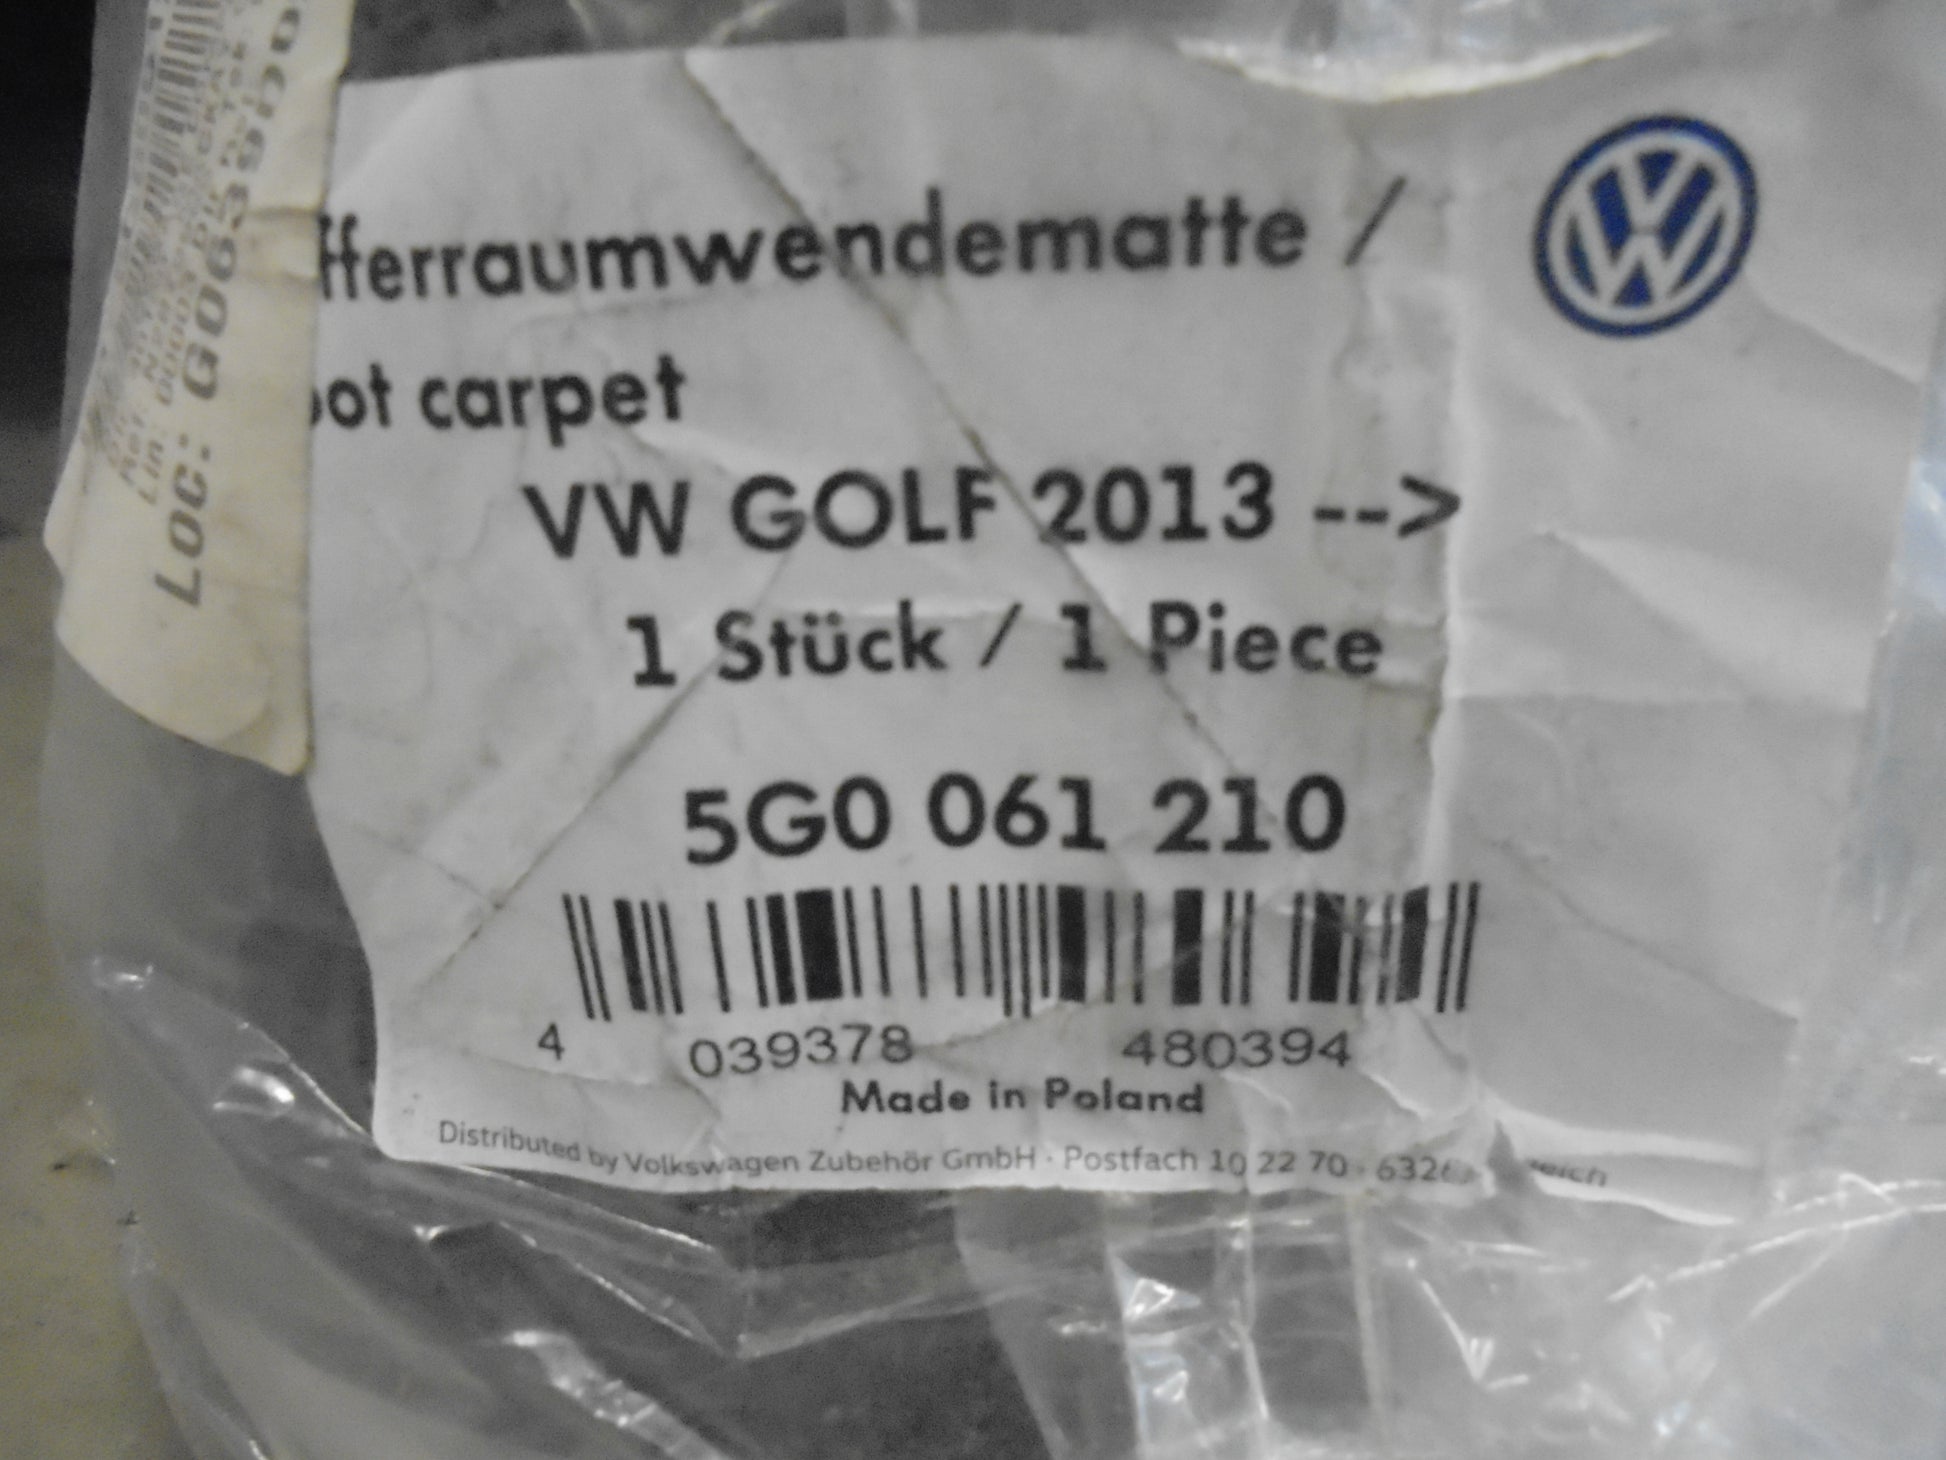 fferraumwendematte /
oot carpet
VW GOLF 2013 -->
1 Stück / 1 Piece
5G0 061 210
4 039378 480394
Made in Poland
Distributed by Volkswagen Zubehör GmbH · Postfach 10 22 70 · 6326
LOC: G0639D0